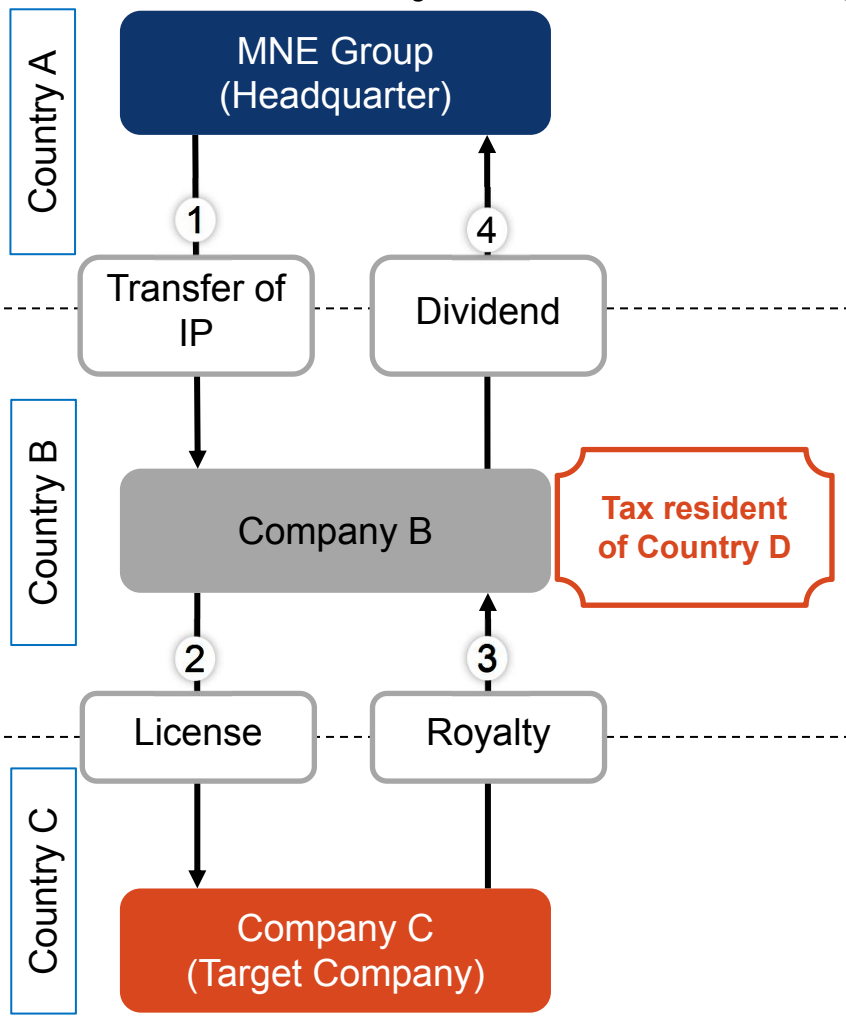 Country A
MNE Group
(Headquarter)
1
4
Transfer of
IP
Dividend
Country B
Company B
Tax resident
of Country D
2
3
License
Royalty
Country C
Company C
(Target Company)